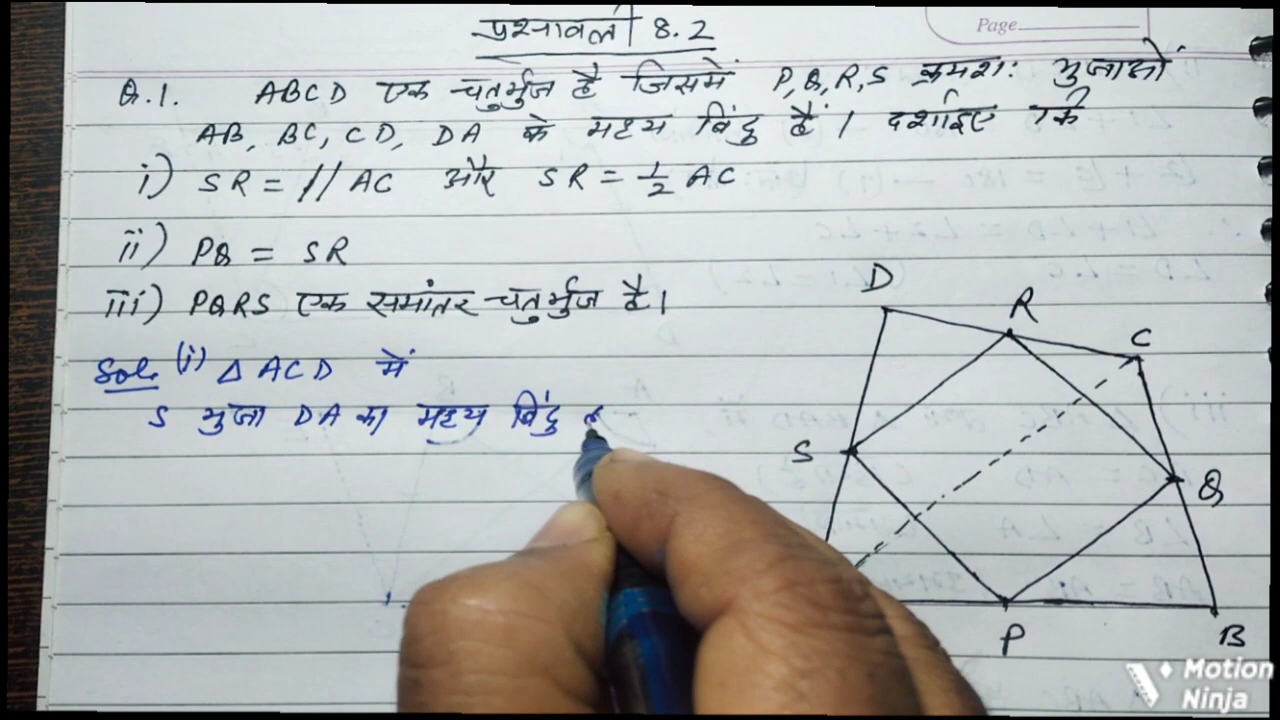 Page
प्रश्नावली 8.2
Q.1. ABCD एक चतुर्भुज है जिसमें P,Q,R,S क्रमश: भुजाओं
AB, BC, CD, DA के मध्य बिंदु हैं। दर्शाइए कि
i) SR = // AC और SR = 1/2 AC
ii) PQ = SR
iii) PQRS एक समांतर चतुर्भुज है।
Sol. (i) Δ ACD में
S भुजा DA का मध्य बिंदु
D
R
C
S
Q
P
B
Motion
Ninja